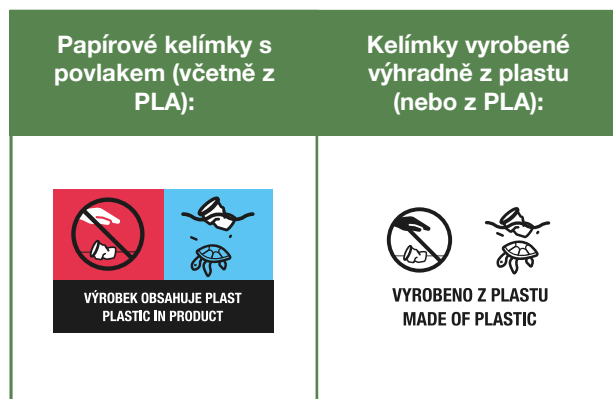 Papírové kelímky s
povlakem (včetně z
PLA):
Kelímky vyrobené
výhradně z plastu
(nebo z PLA):
VÝROBEK OBSAHUJE PLAST
PLASTIC IN PRODUCT
VYROBENO Z PLASTU
MADE OF PLASTIC